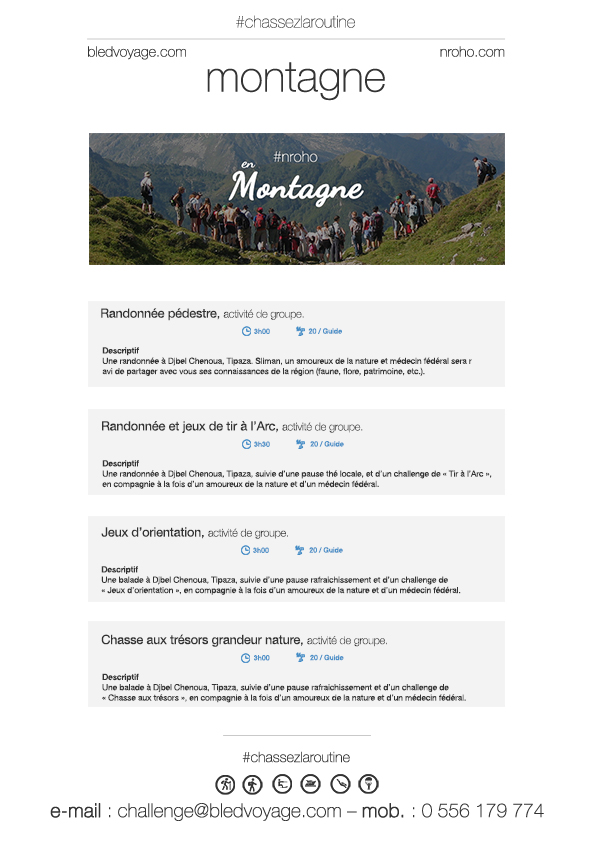 #chassezlaroutine
bledvoyage.com nroho.com
montagne
#nroho
en
Montagne
Randonnée pédestre, activité de groupe.
3h00 20 / Guide
Descriptif
Une randonnée à Djbel Chenoua, Tipaza. Sliman, un amoureux de la nature et médecin fédéral sera r
avi de partager avec vous ses connaissances de la région (faune, flore, patrimoine, etc.).
Randonnée et jeux de tir à l’Arc, activité de groupe.
3h30 20 / Guide
Descriptif
Une randonnée à Djbel Chenoua, Tipaza, suivie d’une pause thé locale, et d’un challenge de « Tir à l’Arc »,
en compagnie à la fois d’un amoureux de la nature et d’un médecin fédéral.
Jeux d’orientation, activité de groupe.
3h00 20 / Guide
Descriptif
Une balade à Djbel Chenoua, Tipaza, suivie d’une pause rafraichissement et d’un challenge de
« Jeux d’orientation », en compagnie à la fois d’un amoureux de la nature et d’un médecin fédéral.
Chasse aux trésors grandeur nature, activité de groupe.
3h00 20 / Guide
Descriptif
Une balade à Djbel Chenoua, Tipaza, suivie d’une pause rafraichissement et d’un challenge de
« Chasse aux trésors », en compagnie à la fois d’un amoureux de la nature et d’un médecin fédéral.
#chassezlaroutine
e-mail : challenge@bledvoyage.com – mob. : 0 556 179 774